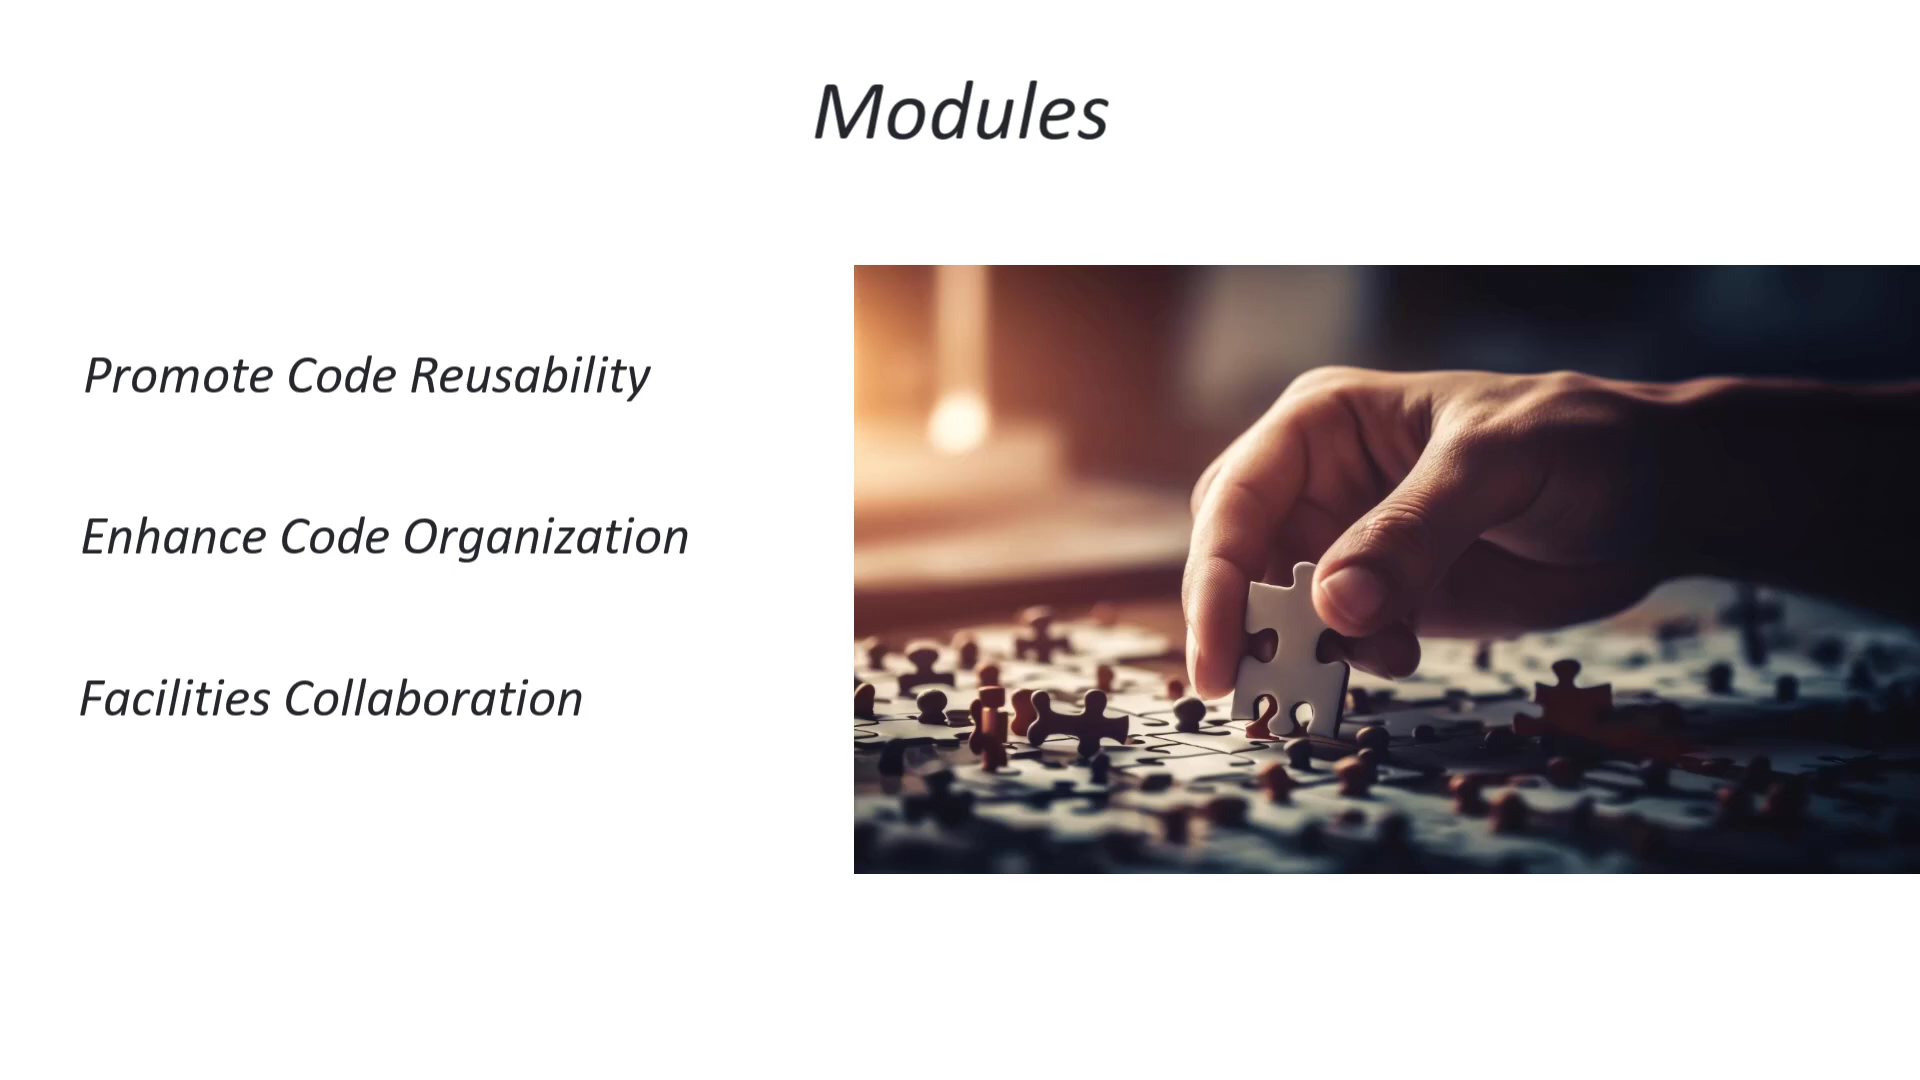 Modules
Promote Code Reusability
Enhance Code Organization
Facilities Collaboration